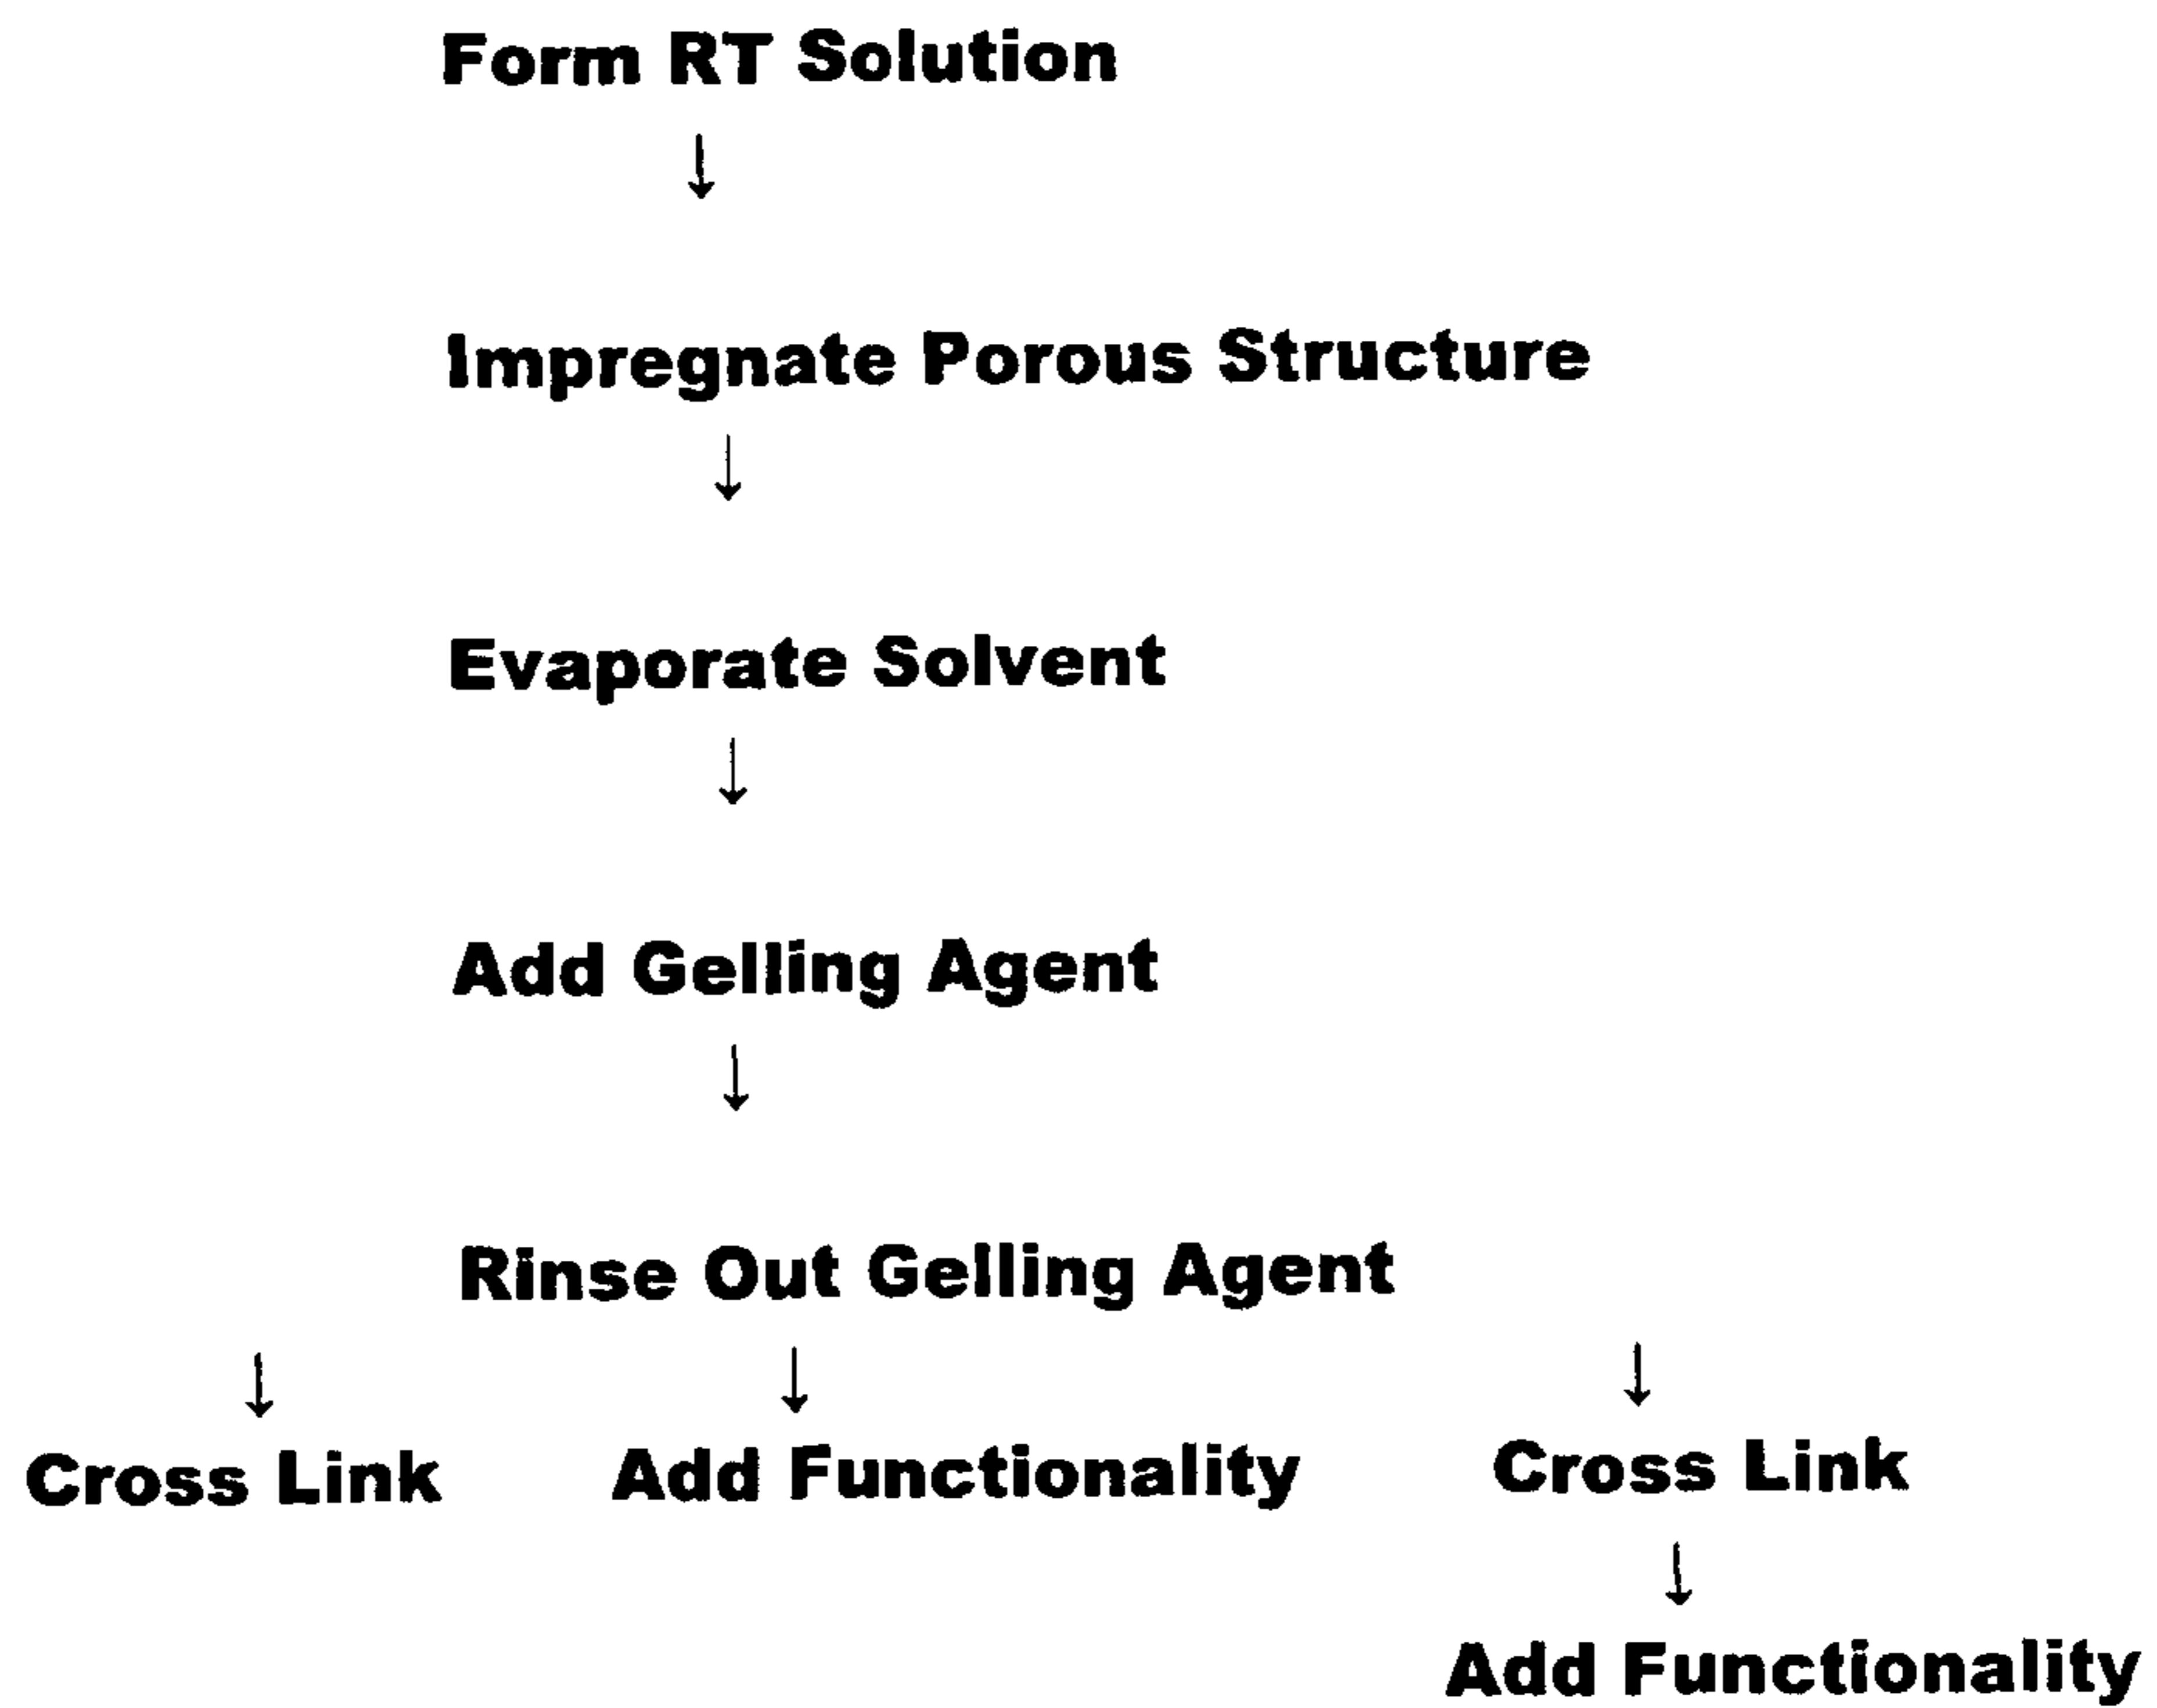 Form RT Solution
Impregnate Porous Structure
Evaporate Solvent
Add Gelling Agent
Rinse Out Gelling Agent
Cross Link Add Functionality Cross Link
Add Functionality